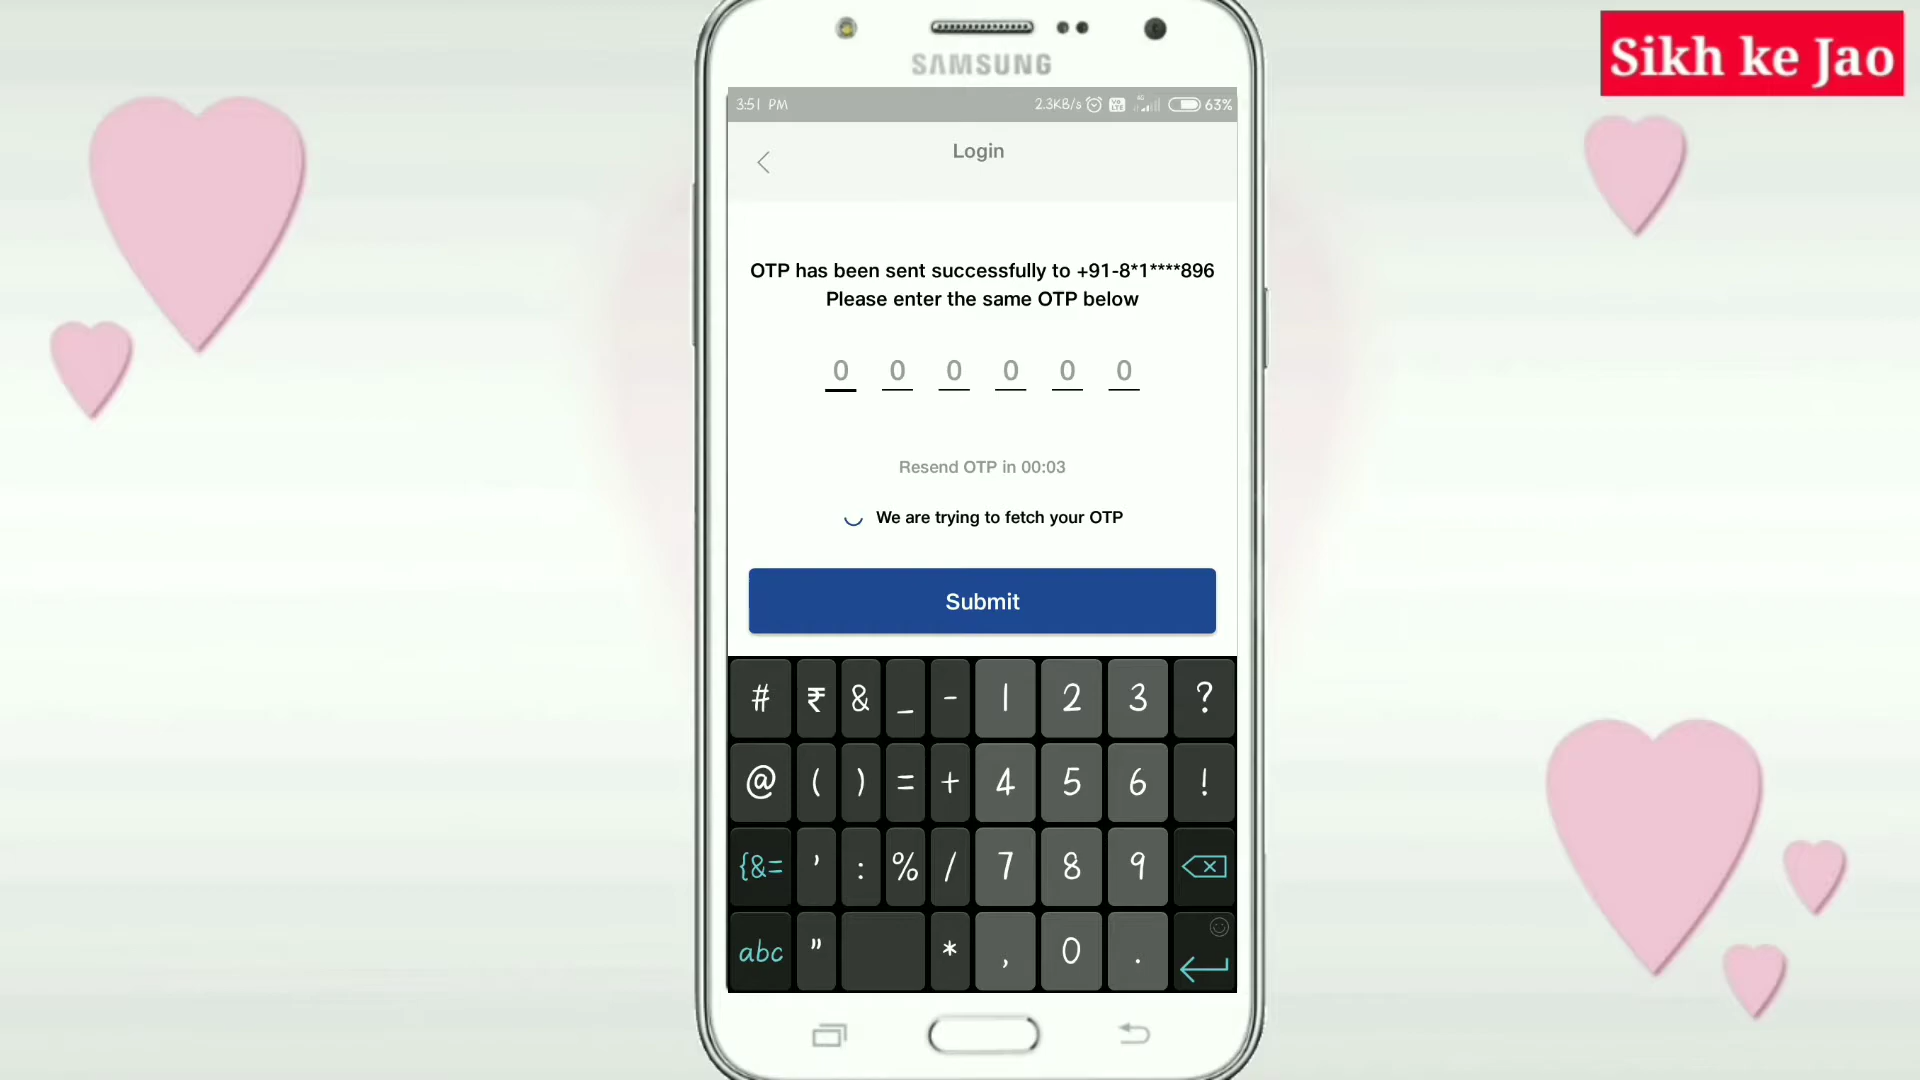 Sikh ke Jao
SAMSUNG
3:51 PM 2.3KB/s Vo LTE 4G 63%
Login
OTP has been sent successfully to +91-8*1****896
Please enter the same OTP below
0 0 0 0 0 0
Resend OTP in 00:03
We are trying to fetch your OTP
Submit
# ₹ & _ - 1 2 3 ?
@ ( ) = + 4 5 6 !
{&= ' : % / 7 8 9
abc " * , 0 .